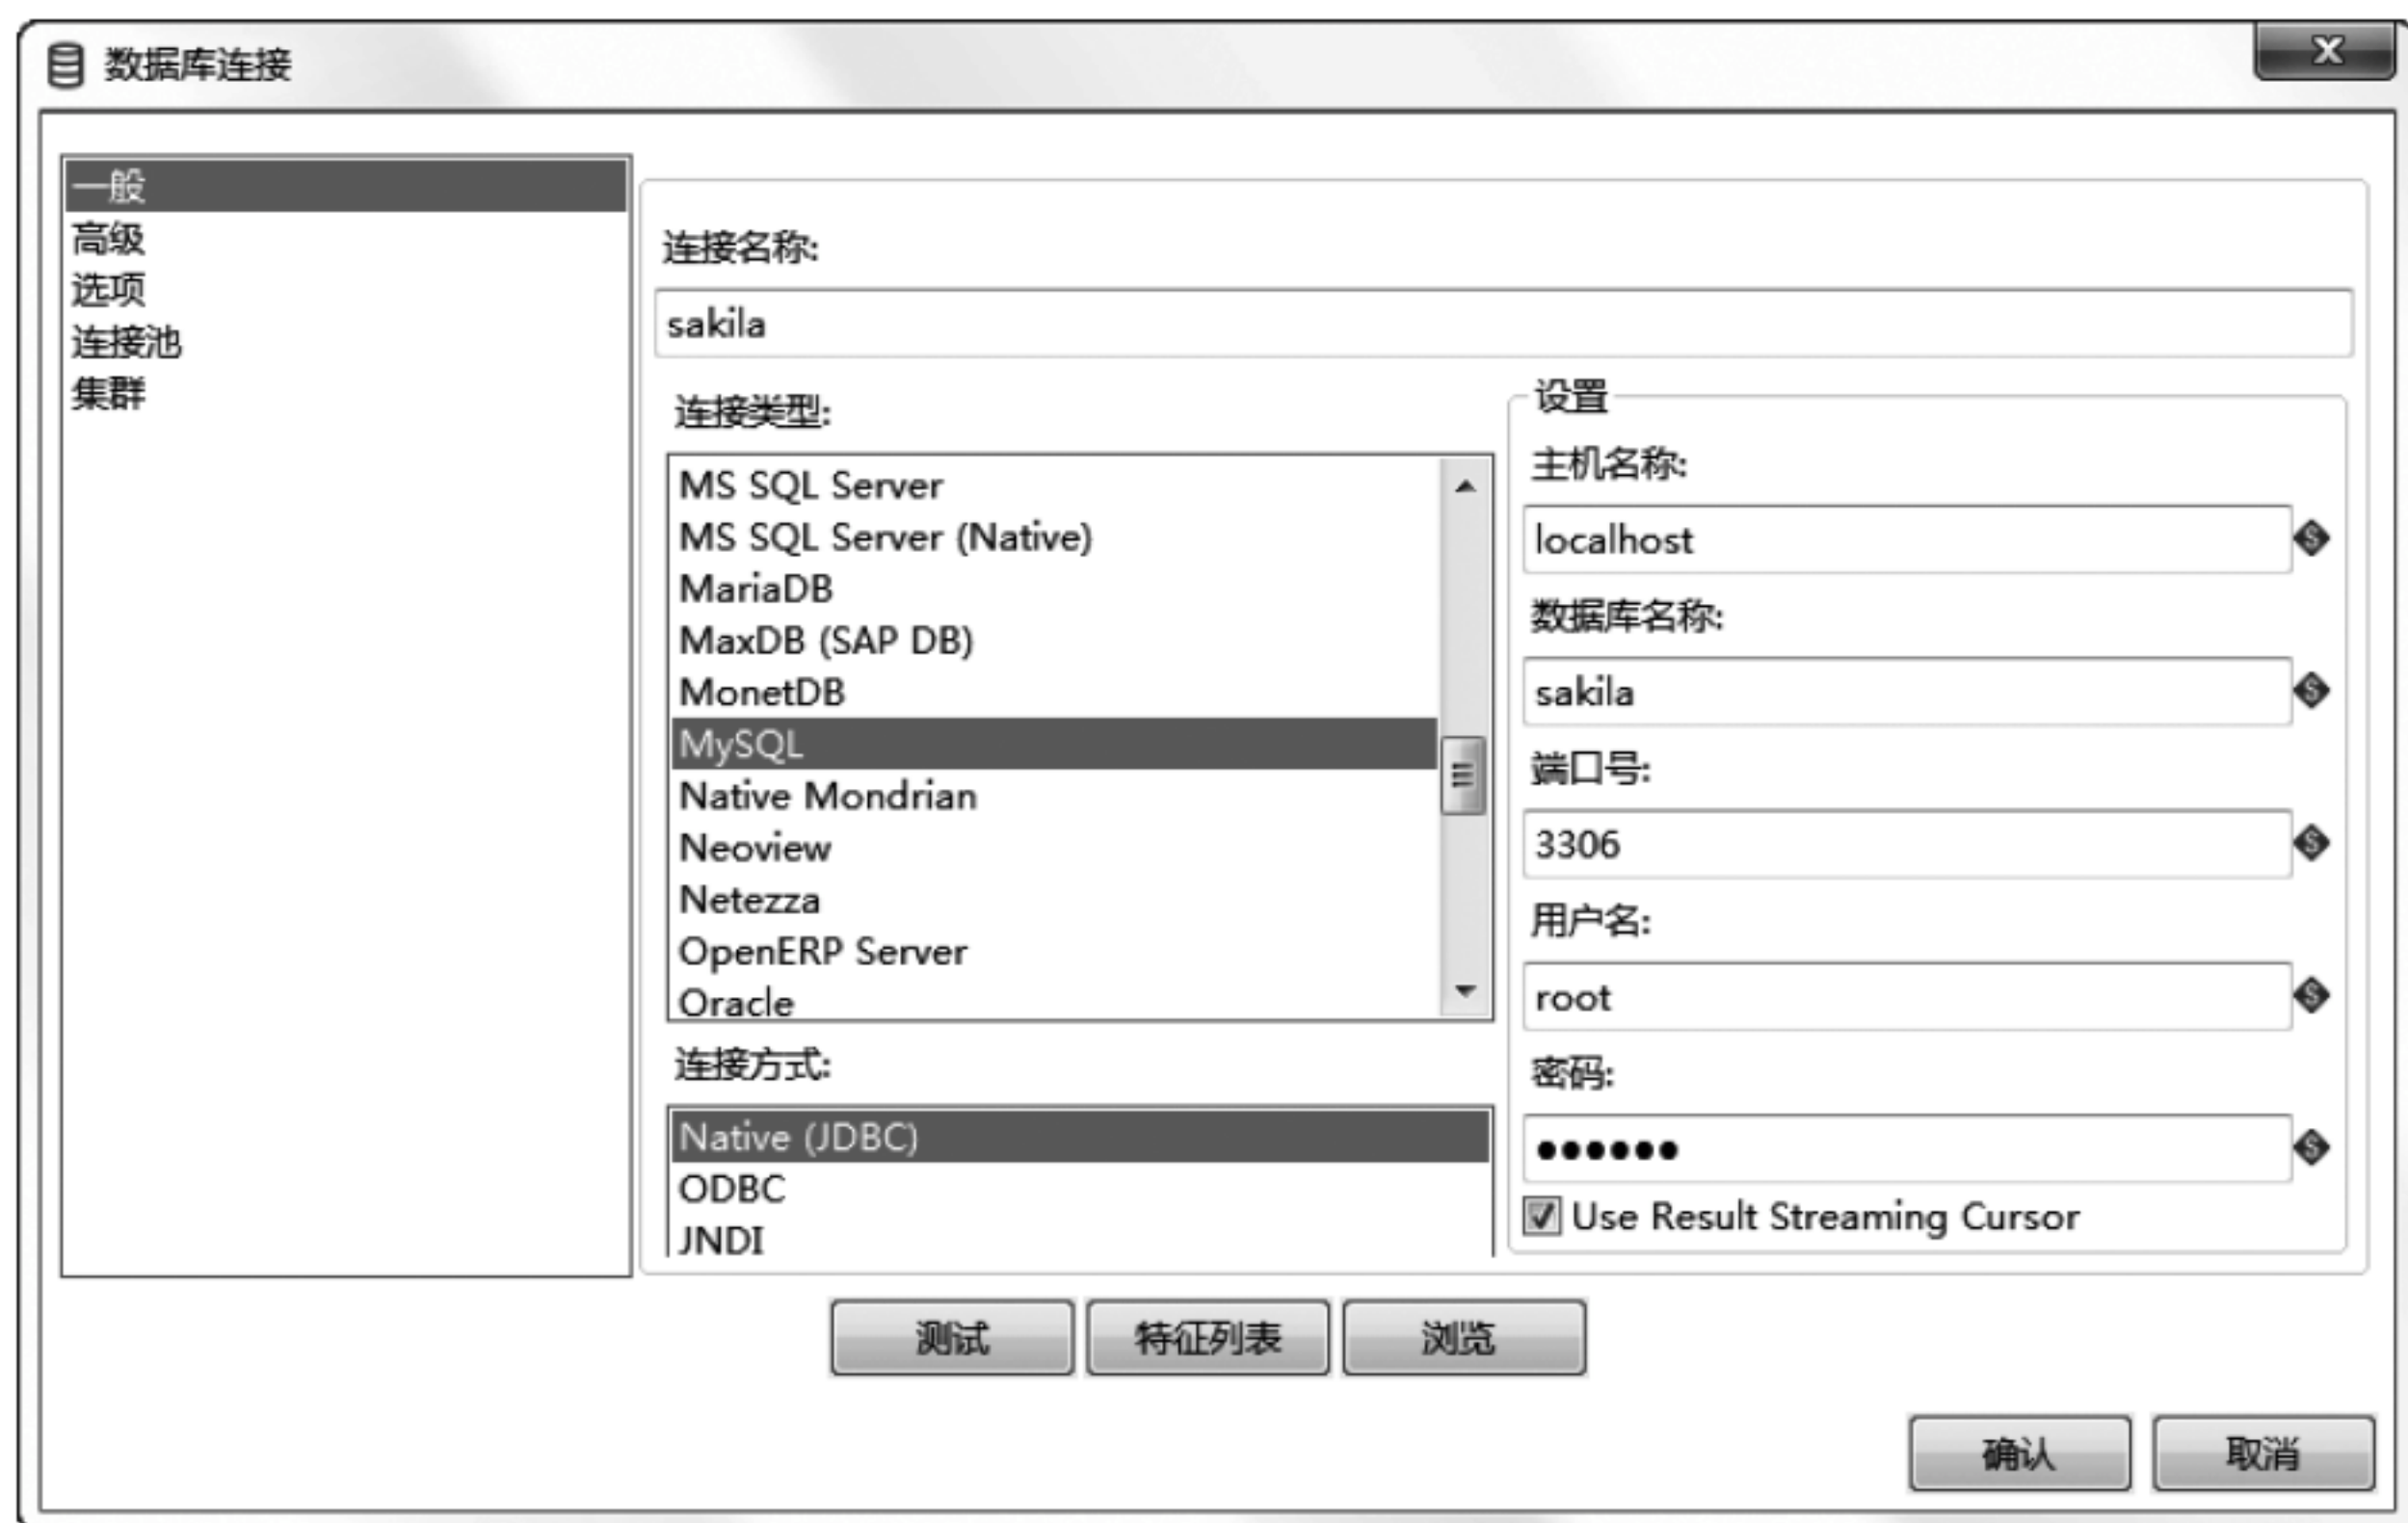 数据库连接
一般
高级
选项
连接池
集群
连接名称:
sakila
连接类型:
MS SQL Server
MS SQL Server (Native)
MariaDB
MaxDB (SAP DB)
MonetDB
MySQL
Native Mondrian
Neoview
Netezza
OpenERP Server
Oracle
连接方式:
Native (JDBC)
ODBC
JNDI
设置
主机名称:
localhost
数据库名称:
sakila
端口号:
3306
用户名:
root
密码:
●●●●●●
Use Result Streaming Cursor
测试
特征列表
浏览
确认
取消